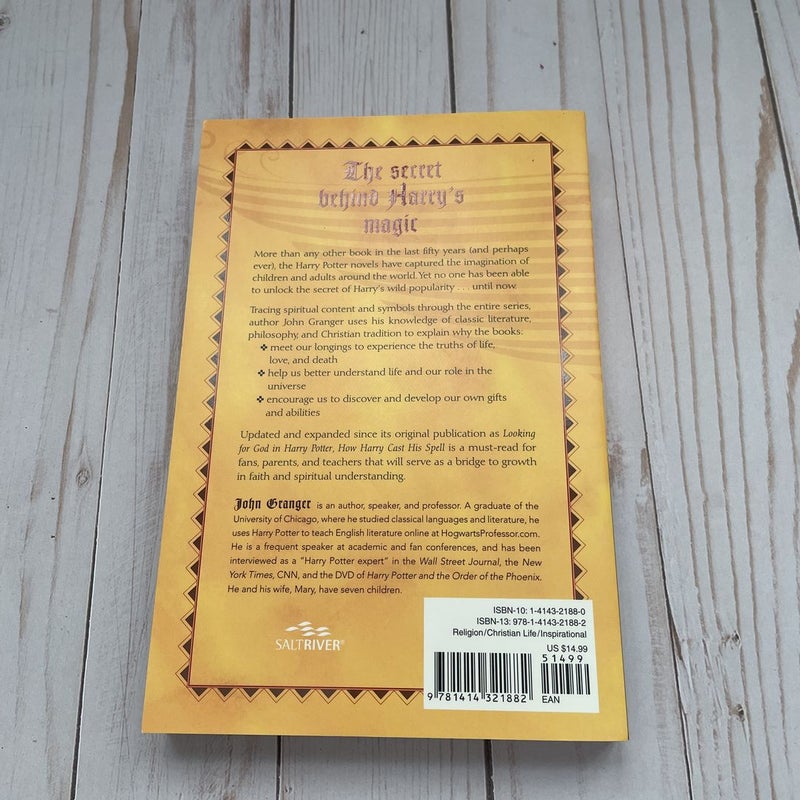 The secret
behind Harry's
magic
More than any other book in the last fifty years (and perhaps
ever), the Harry Potter novels have captured the imagination of
children and adults around the world. Yet no one has been able
to unlock the secret of Harry's wild popularity . . . until now.
Tracing spiritual content and symbols through the entire series,
author John Granger uses his knowledge of classic literature,
philosophy, and Christian tradition to explain why the books:
❖ meet our longings to experience the truths of life,
love, and death
❖ help us better understand life and our role in the
universe
❖ encourage us to discover and develop our own gifts
and abilities
Updated and expanded since its original publication as Looking
for God in Harry Potter, How Harry Cast His Spell is a must-read for
fans, parents, and teachers that will serve as a bridge to growth
in faith and spiritual understanding.
John Granger is an author, speaker, and professor. A graduate of the
University of Chicago, where he studied classical languages and literature, he
uses Harry Potter to teach English literature online at HogwartsProfessor.com.
He is a frequent speaker at academic and fan conferences, and has been
interviewed as a "Harry Potter expert" in the Wall Street Journal, the New
York Times, CNN, and the DVD of Harry Potter and the Order of the Phoenix.
He and his wife, Mary, have seven children.
SALTRIVER®
ISBN-10: 1-4143-2188-0
ISBN-13: 978-1-4143-2188-2
Religion/Christian Life/Inspirational
US $14.99
51499
9 781414 321882
EAN